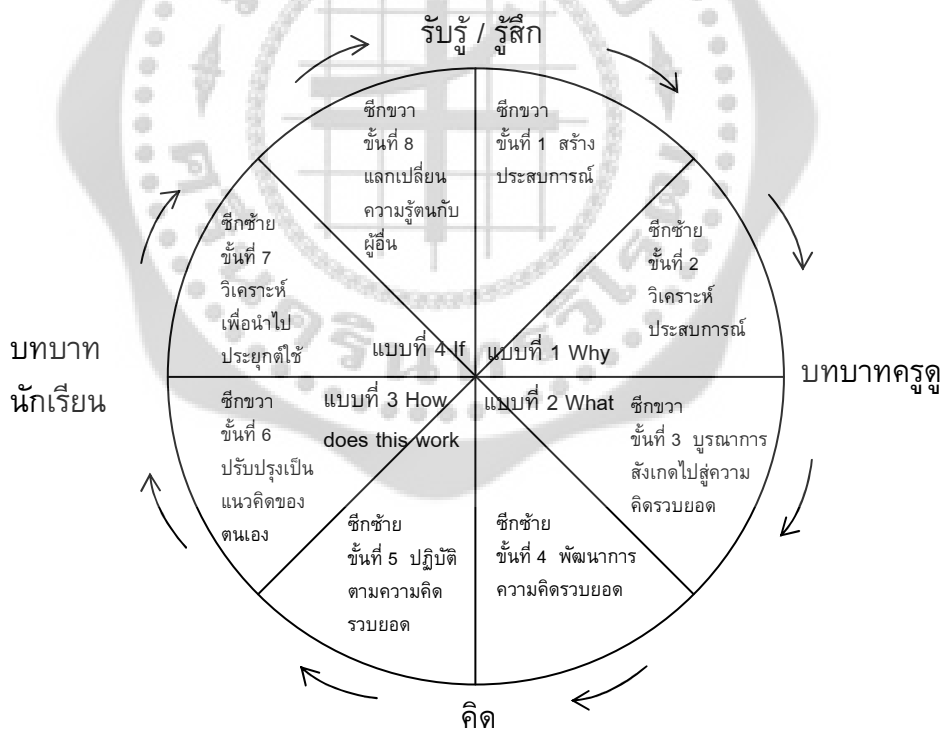 รับรู้ / รู้สึก
ซีกขวา
ขั้นที่ 1 สร้าง
ประสบการณ์
ซีกซ้าย
ขั้นที่ 2
วิเคราะห์
ประสบการณ์
แบบที่ 1 Why
บทบาทครูดู
แบบที่ 2 What
ซีกขวา
ขั้นที่ 3 บูรณาการ
สังเกตไปสู่ความ
คิดรวบยอด
ซีกซ้าย
ขั้นที่ 4 พัฒนาการ
ความคิดรวบยอด
คิด
ซีกซ้าย
ขั้นที่ 5 ปฏิบัติ
ตามความคิด
รวบยอด
แบบที่ 3 How
does this work
ซีกขวา
ขั้นที่ 6
ปรับปรุงเป็น
แนวคิดของ
ตนเอง
บทบาท
นักเรียน
ซีกซ้าย
ขั้นที่ 7
วิเคราะห์
เพื่อนำไป
ประยุกต์ใช้
แบบที่ 4 If
ซีกขวา
ขั้นที่ 8
แลกเปลี่ยน
ความรู้ตนกับ
ผู้อื่น